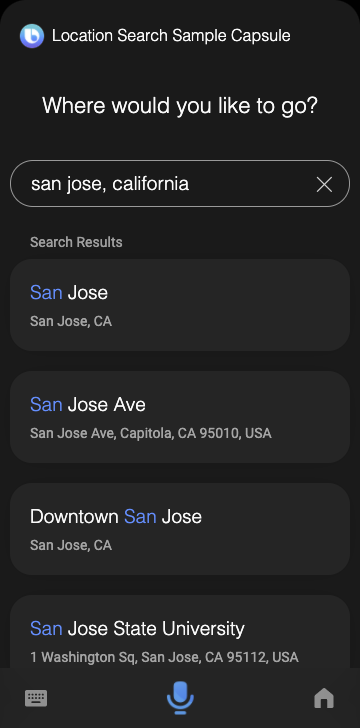 Location Search Sample Capsule
Where would you like to go?
san jose, california
Search Results
San Jose
San Jose, CA
San Jose Ave
San Jose Ave, Capitola, CA 95010, USA
Downtown San Jose
San Jose, CA
San Jose State University
1 Washington Sq, San Jose, CA 95112, USA